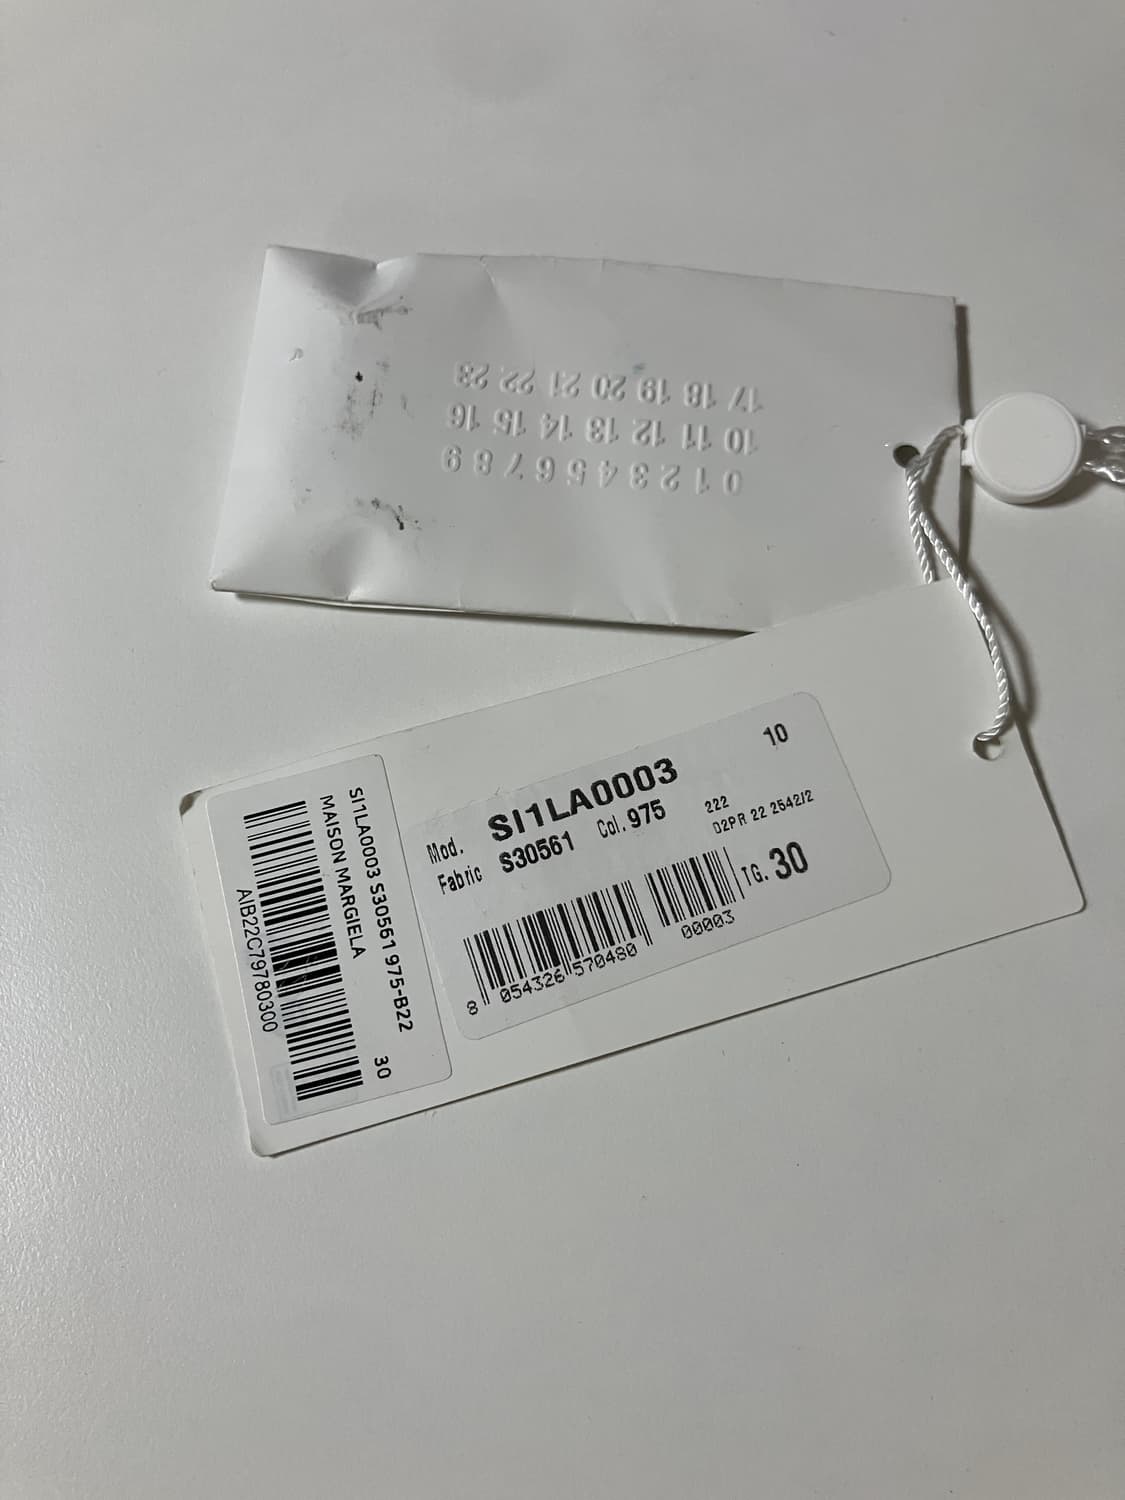 0 1 2 3 4 5 6 7 8 9
10 11 12 13 14 15 16
17 18 19 20 21 22 23
10
Mod. SI1LA0003
Fabric S30561 Col. 975 222
D2PR 22 2542/2
TG. 30
8 054326 570480 00003
SI1LA0003 S30561 975-B22 30
MAISON MARGIELA
AIB22C79780300